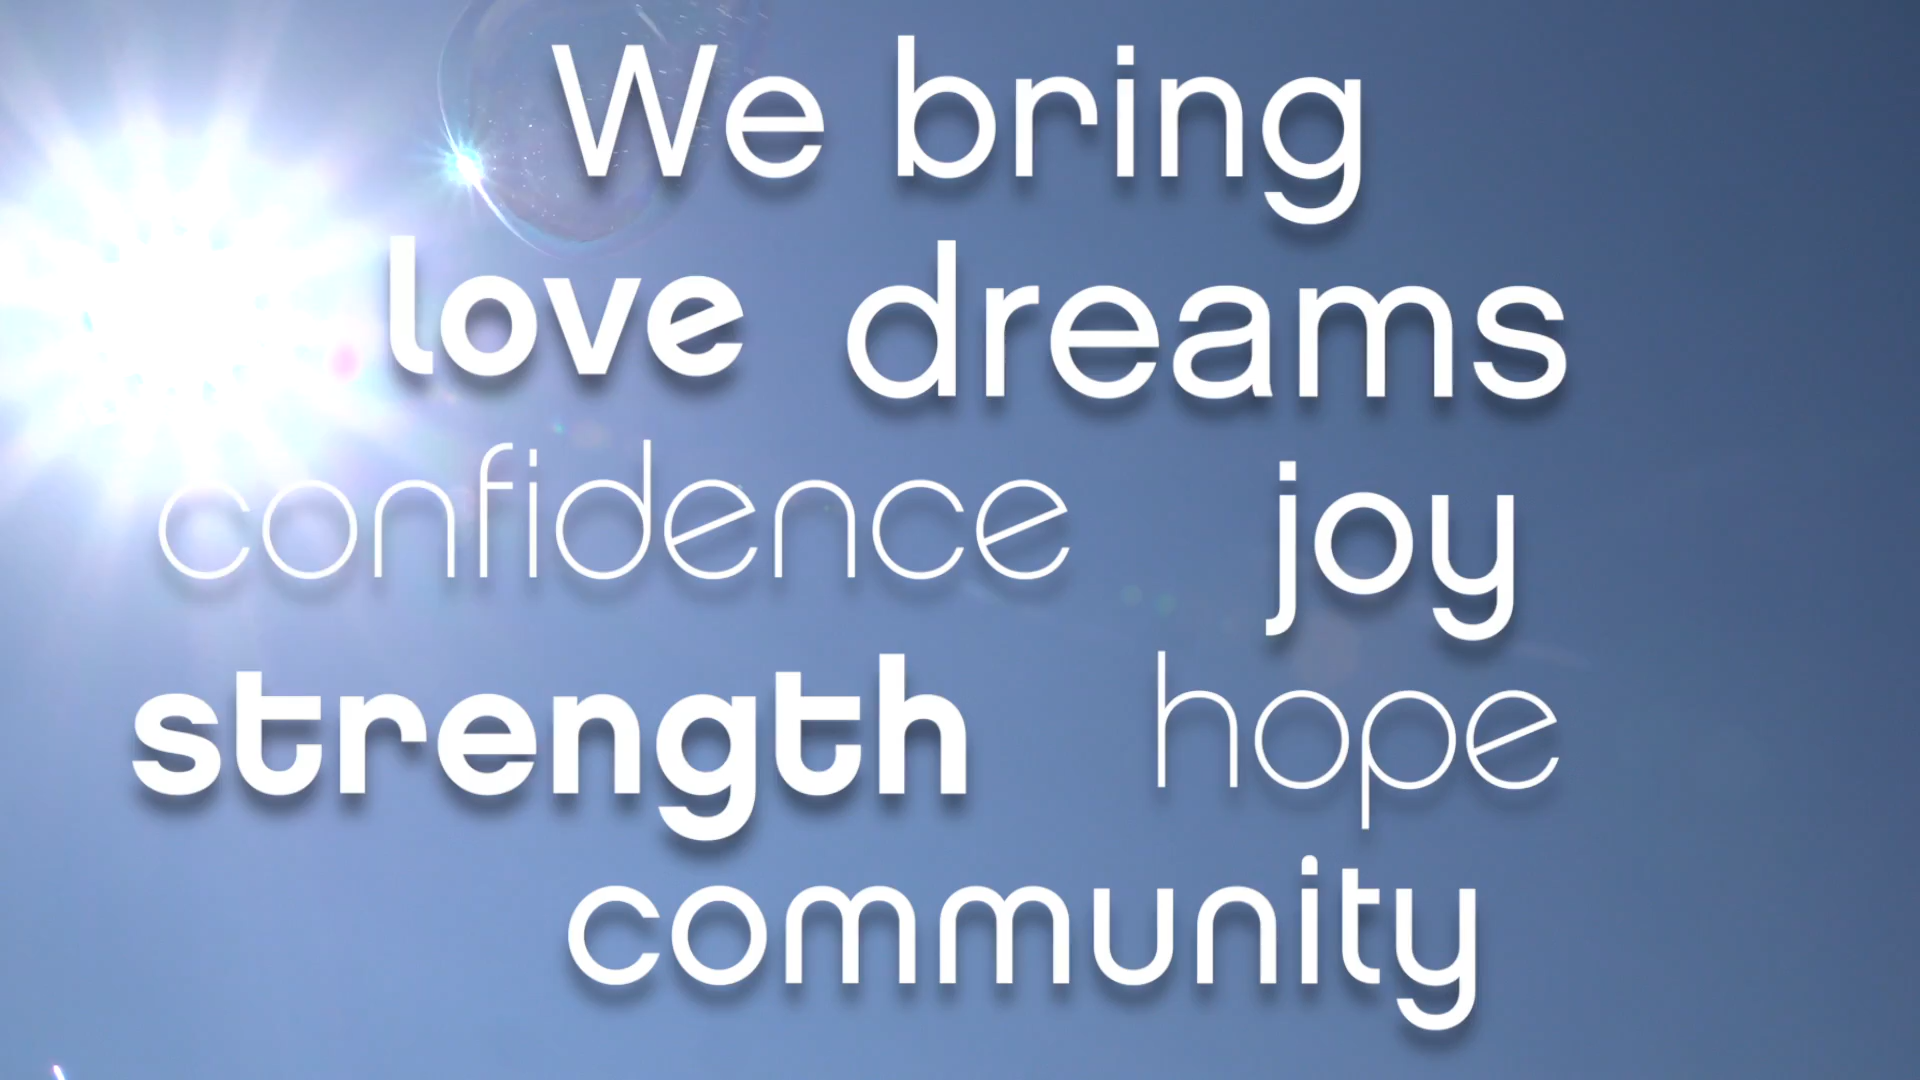 We bring
love dreams
confidence joy
strength hope
community